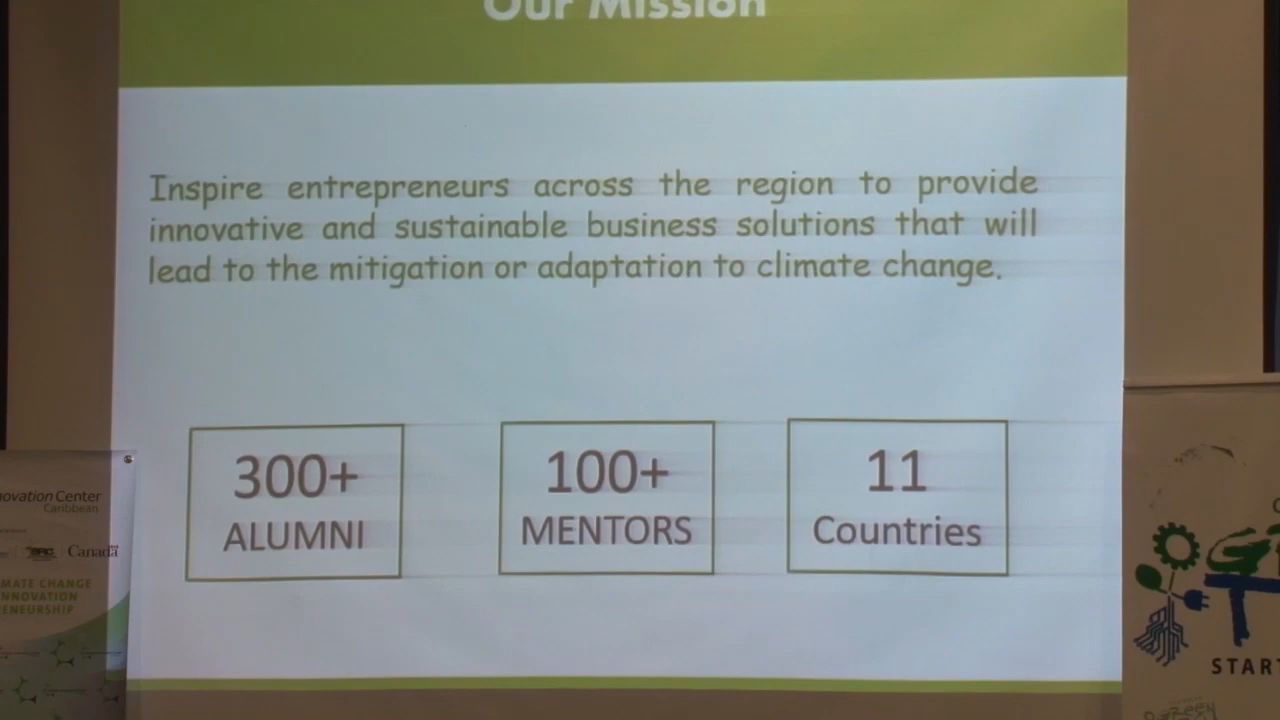 Our Mission
Inspire entrepreneurs across the region to provide
innovative and sustainable business solutions that will
lead to the mitigation or adaptation to climate change.
300+
ALUMNI
100+
MENTORS
11
Countries
novation Center
Caribbean
Canada
MATE CHANGE
NNOVATION
ENEURSHIP
START